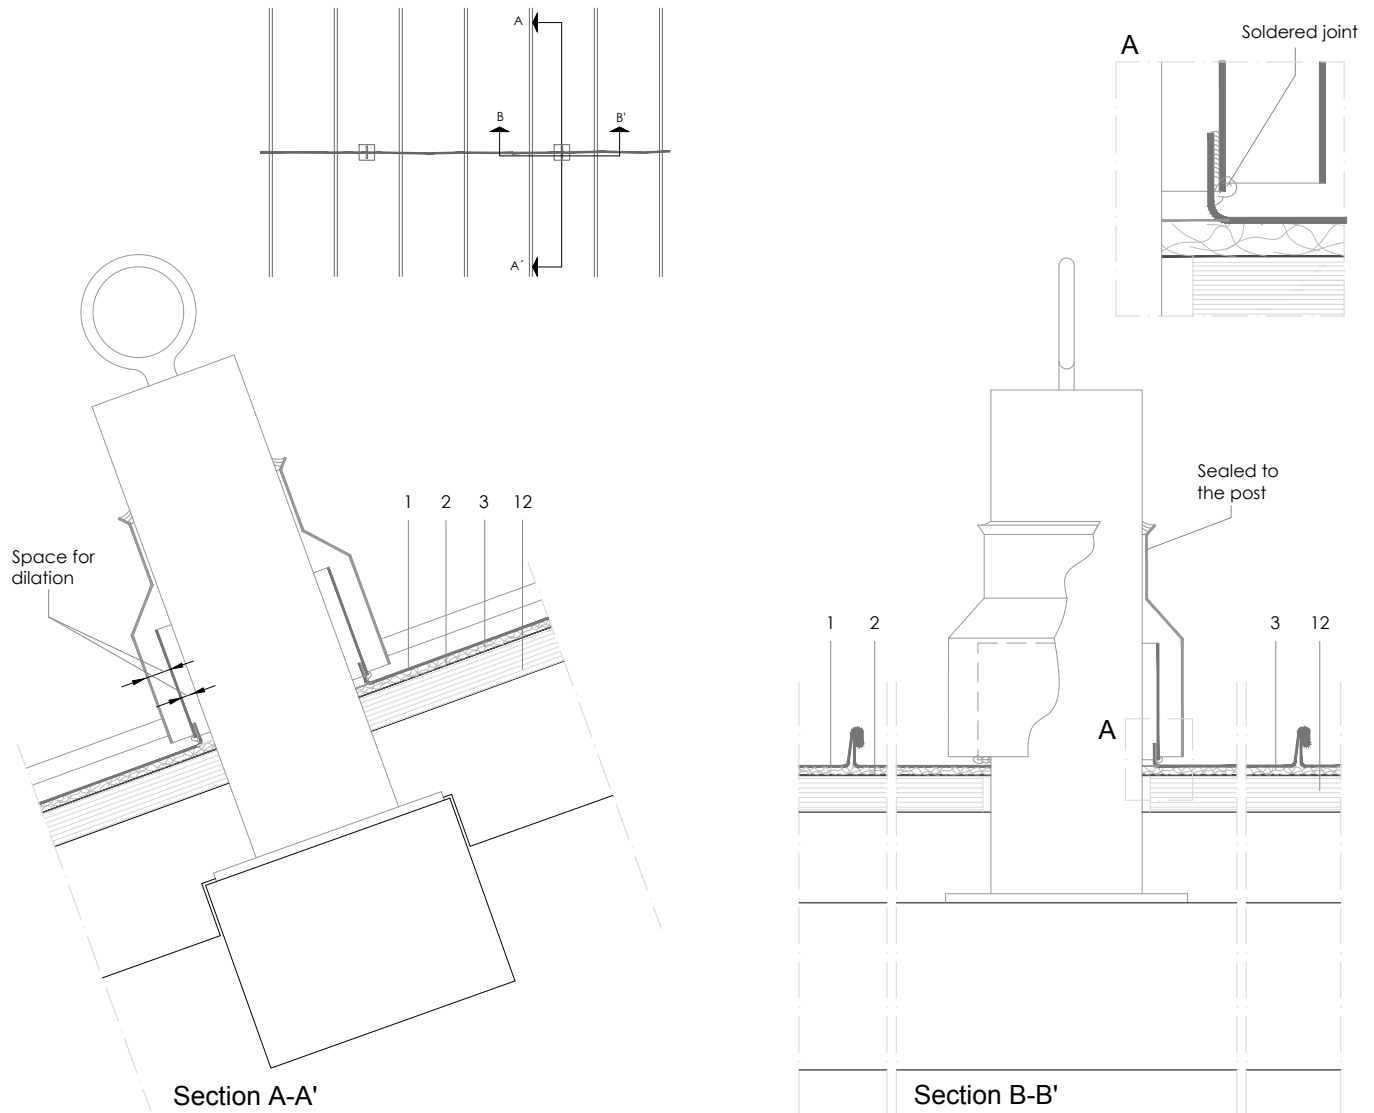 A
B
B'
A´
A
Soldered joint
1 2 3 12
Space for
dilation
Sealed to
the post
1 2
3 12
A
Section A-A'
Section B-B'